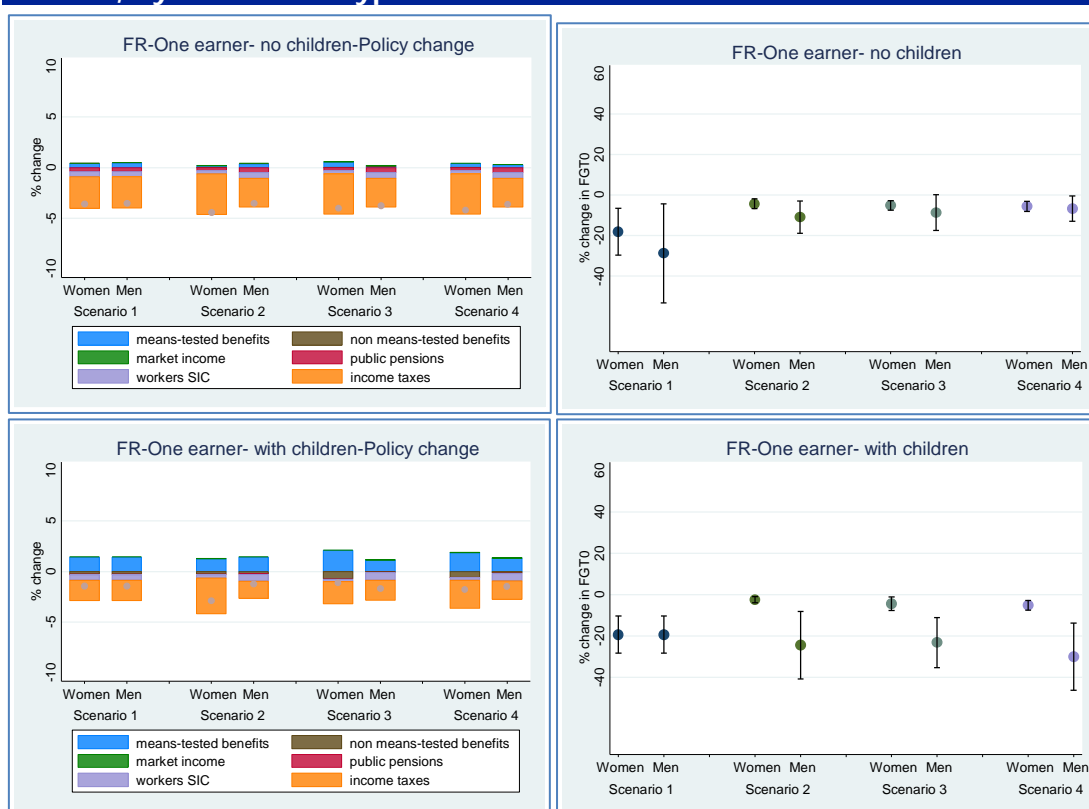 FR-One earner- no children-Policy change
% change
10
5
0
-5
-10
Women Men Women Men Women Men Women Men
Scenario 1 Scenario 2 Scenario 3 Scenario 4
means-tested benefits non means-tested benefits
market income public pensions
workers SIC income taxes
FR-One earner- no children
% change in FGT0
60
40
20
0
-20
-40
Women Men Women Men Women Men Women Men
Scenario 1 Scenario 2 Scenario 3 Scenario 4
FR-One earner- with children-Policy change
% change
10
5
0
-5
-10
Women Men Women Men Women Men Women Men
Scenario 1 Scenario 2 Scenario 3 Scenario 4
means-tested benefits non means-tested benefits
market income public pensions
workers SIC income taxes
FR-One earner- with children
% change in FGT0
60
40
20
0
-20
-40
Women Men Women Men Women Men Women Men
Scenario 1 Scenario 2 Scenario 3 Scenario 4